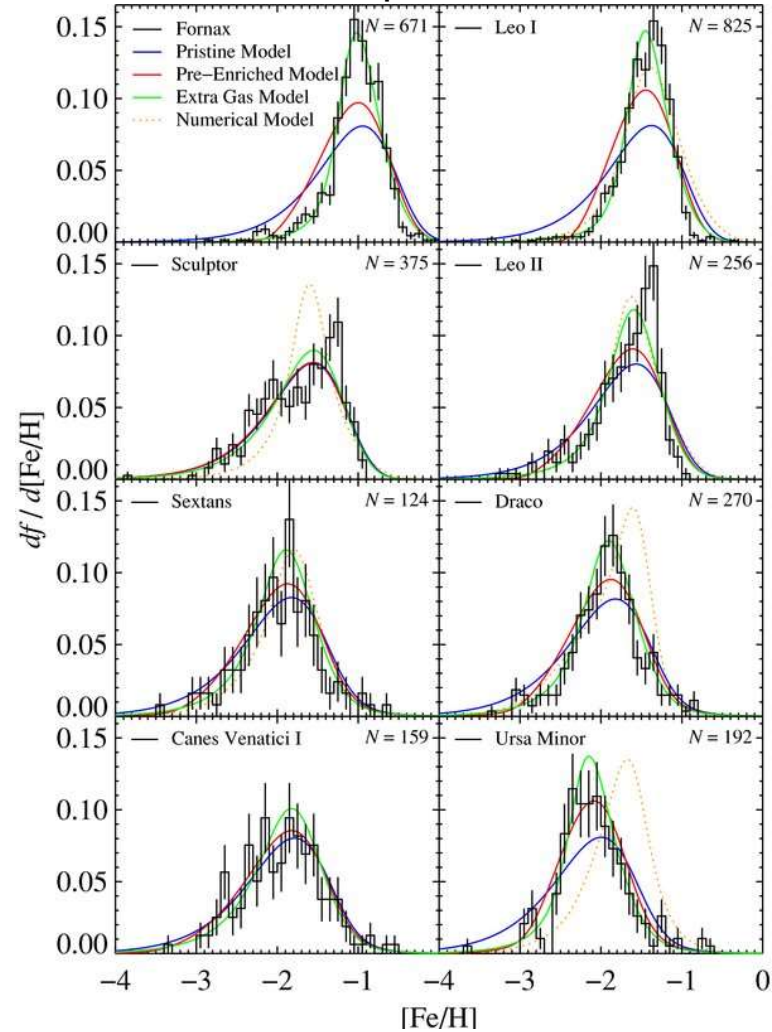 0.15
0.10
0.05
0.00
Fornax
Pristine Model
Pre−Enriched Model
Extra Gas Model
Numerical Model
N = 671
Leo I
N = 825
0.15
0.10
0.05
0.00
Sculptor
N = 375
Leo II
N = 256
0.15
0.10
0.05
0.00
Sextans
N = 124
Draco
N = 270
0.15
0.10
0.05
0.00
Canes Venatici I
N = 159
Ursa Minor
N = 192
df / d[Fe/H]
−4 −3 −2 −1 −4 −3 −2 −1 0
[Fe/H]